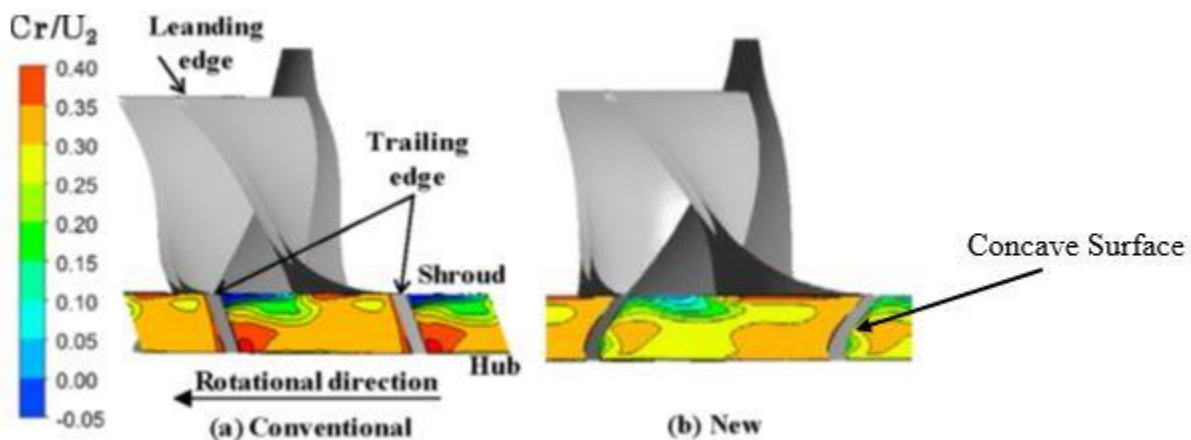 Cr/U2
0.40
0.35
0.30
0.25
0.20
0.15
0.10
0.05
0.00
-0.05
Leanding
edge
Trailing
edge
Shroud
Hub
Rotational direction
(a) Conventional
Concave Surface
(b) New